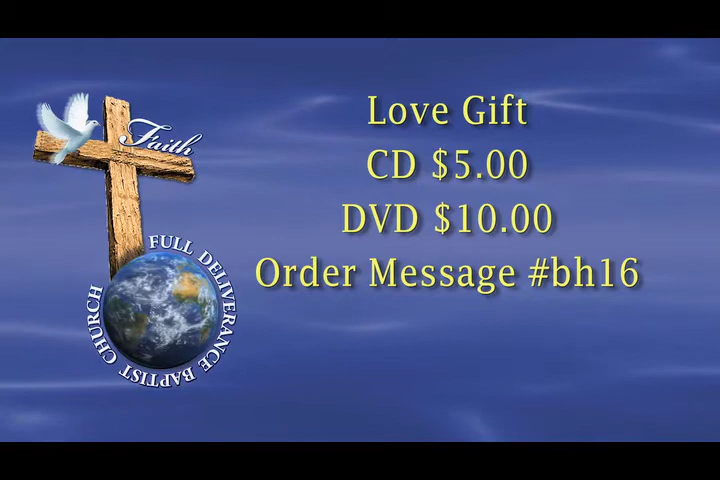 Faith
FULL DELIVERANCE BAPTIST CHURCH
Love Gift
CD $5.00
DVD $10.00
Order Message #bh16